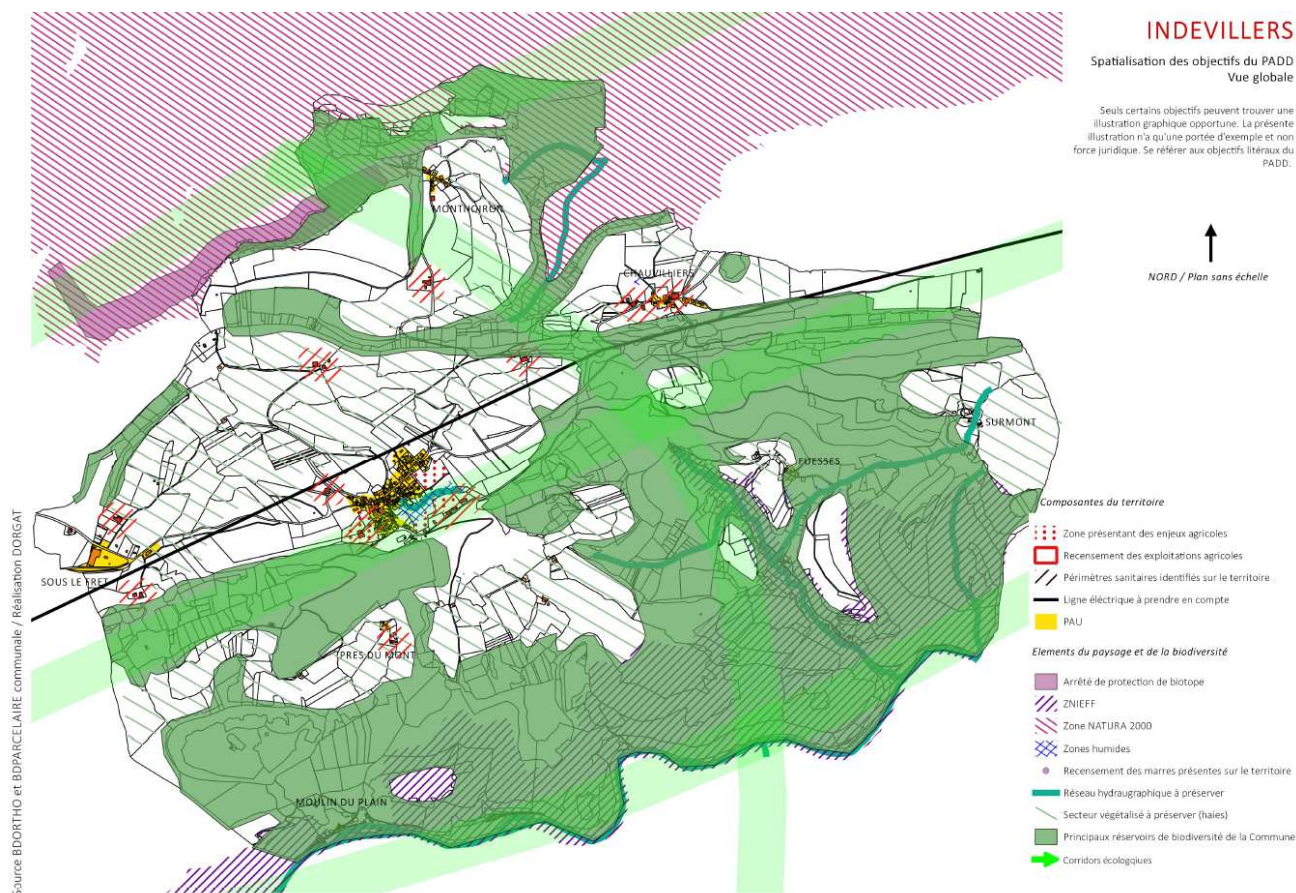 INDEVILLERS
Spatialisation des objectifs du PADD
Vue globale
Seuls certains objectifs peuvent trouver une
illustration graphique opportune. La présente
illustration n'a qu'une portée d'exemple et non
force juridique. Se référer aux objectifs litéraux du
PADD.
NORD / Plan sans échelle
MONTHOIRON
CHAUVILLIERS
SURMONT
FUESSES
SOUS LE FRET
PRES DU MONT
MOULIN DU PLAIN
Composantes du territoire
Zone présentant des enjeux agricoles
Recensement des exploitations agricoles
Périmètres sanitaires identifiés sur le territoire
Ligne éléctrique à prendre en compte
PAU
Elements du paysage et de la biodiversité
Arrêté de protection de biotope
ZNIEFF
Zone NATURA 2000
Zones humides
Recensement des marres présentes sur le territoire
Réseau hydraugraphique à préserver
Secteur végétalisé à préserver (haies)
Principaux réservoirs de biodiversité de la Commune
Corridors écologqiues
Source BDORTHO et BDPARCELAIRE communale / Réalisation DORGAT